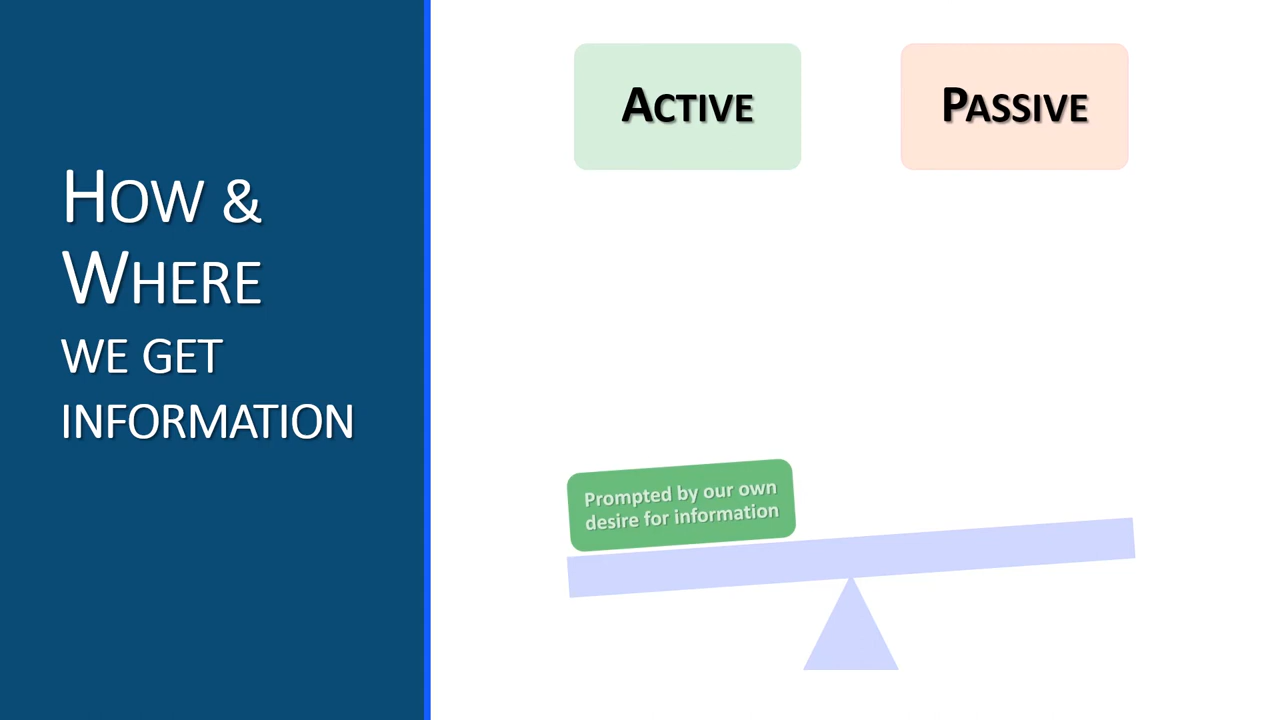 How &
Where
we get
information
Active
Passive
Prompted by our own
desire for information